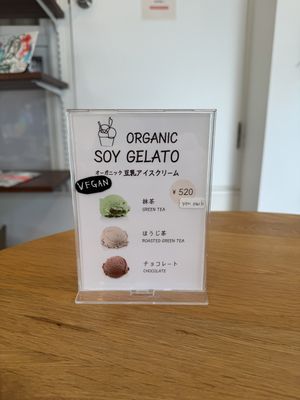 ORGANIC
SOY GELATO
オーガニック 豆乳アイスクリーム
VEGAN
¥520
yen each
抹茶
GREEN TEA
ほうじ茶
ROASTED GREEN TEA
チョコレート
CHOCOLATE